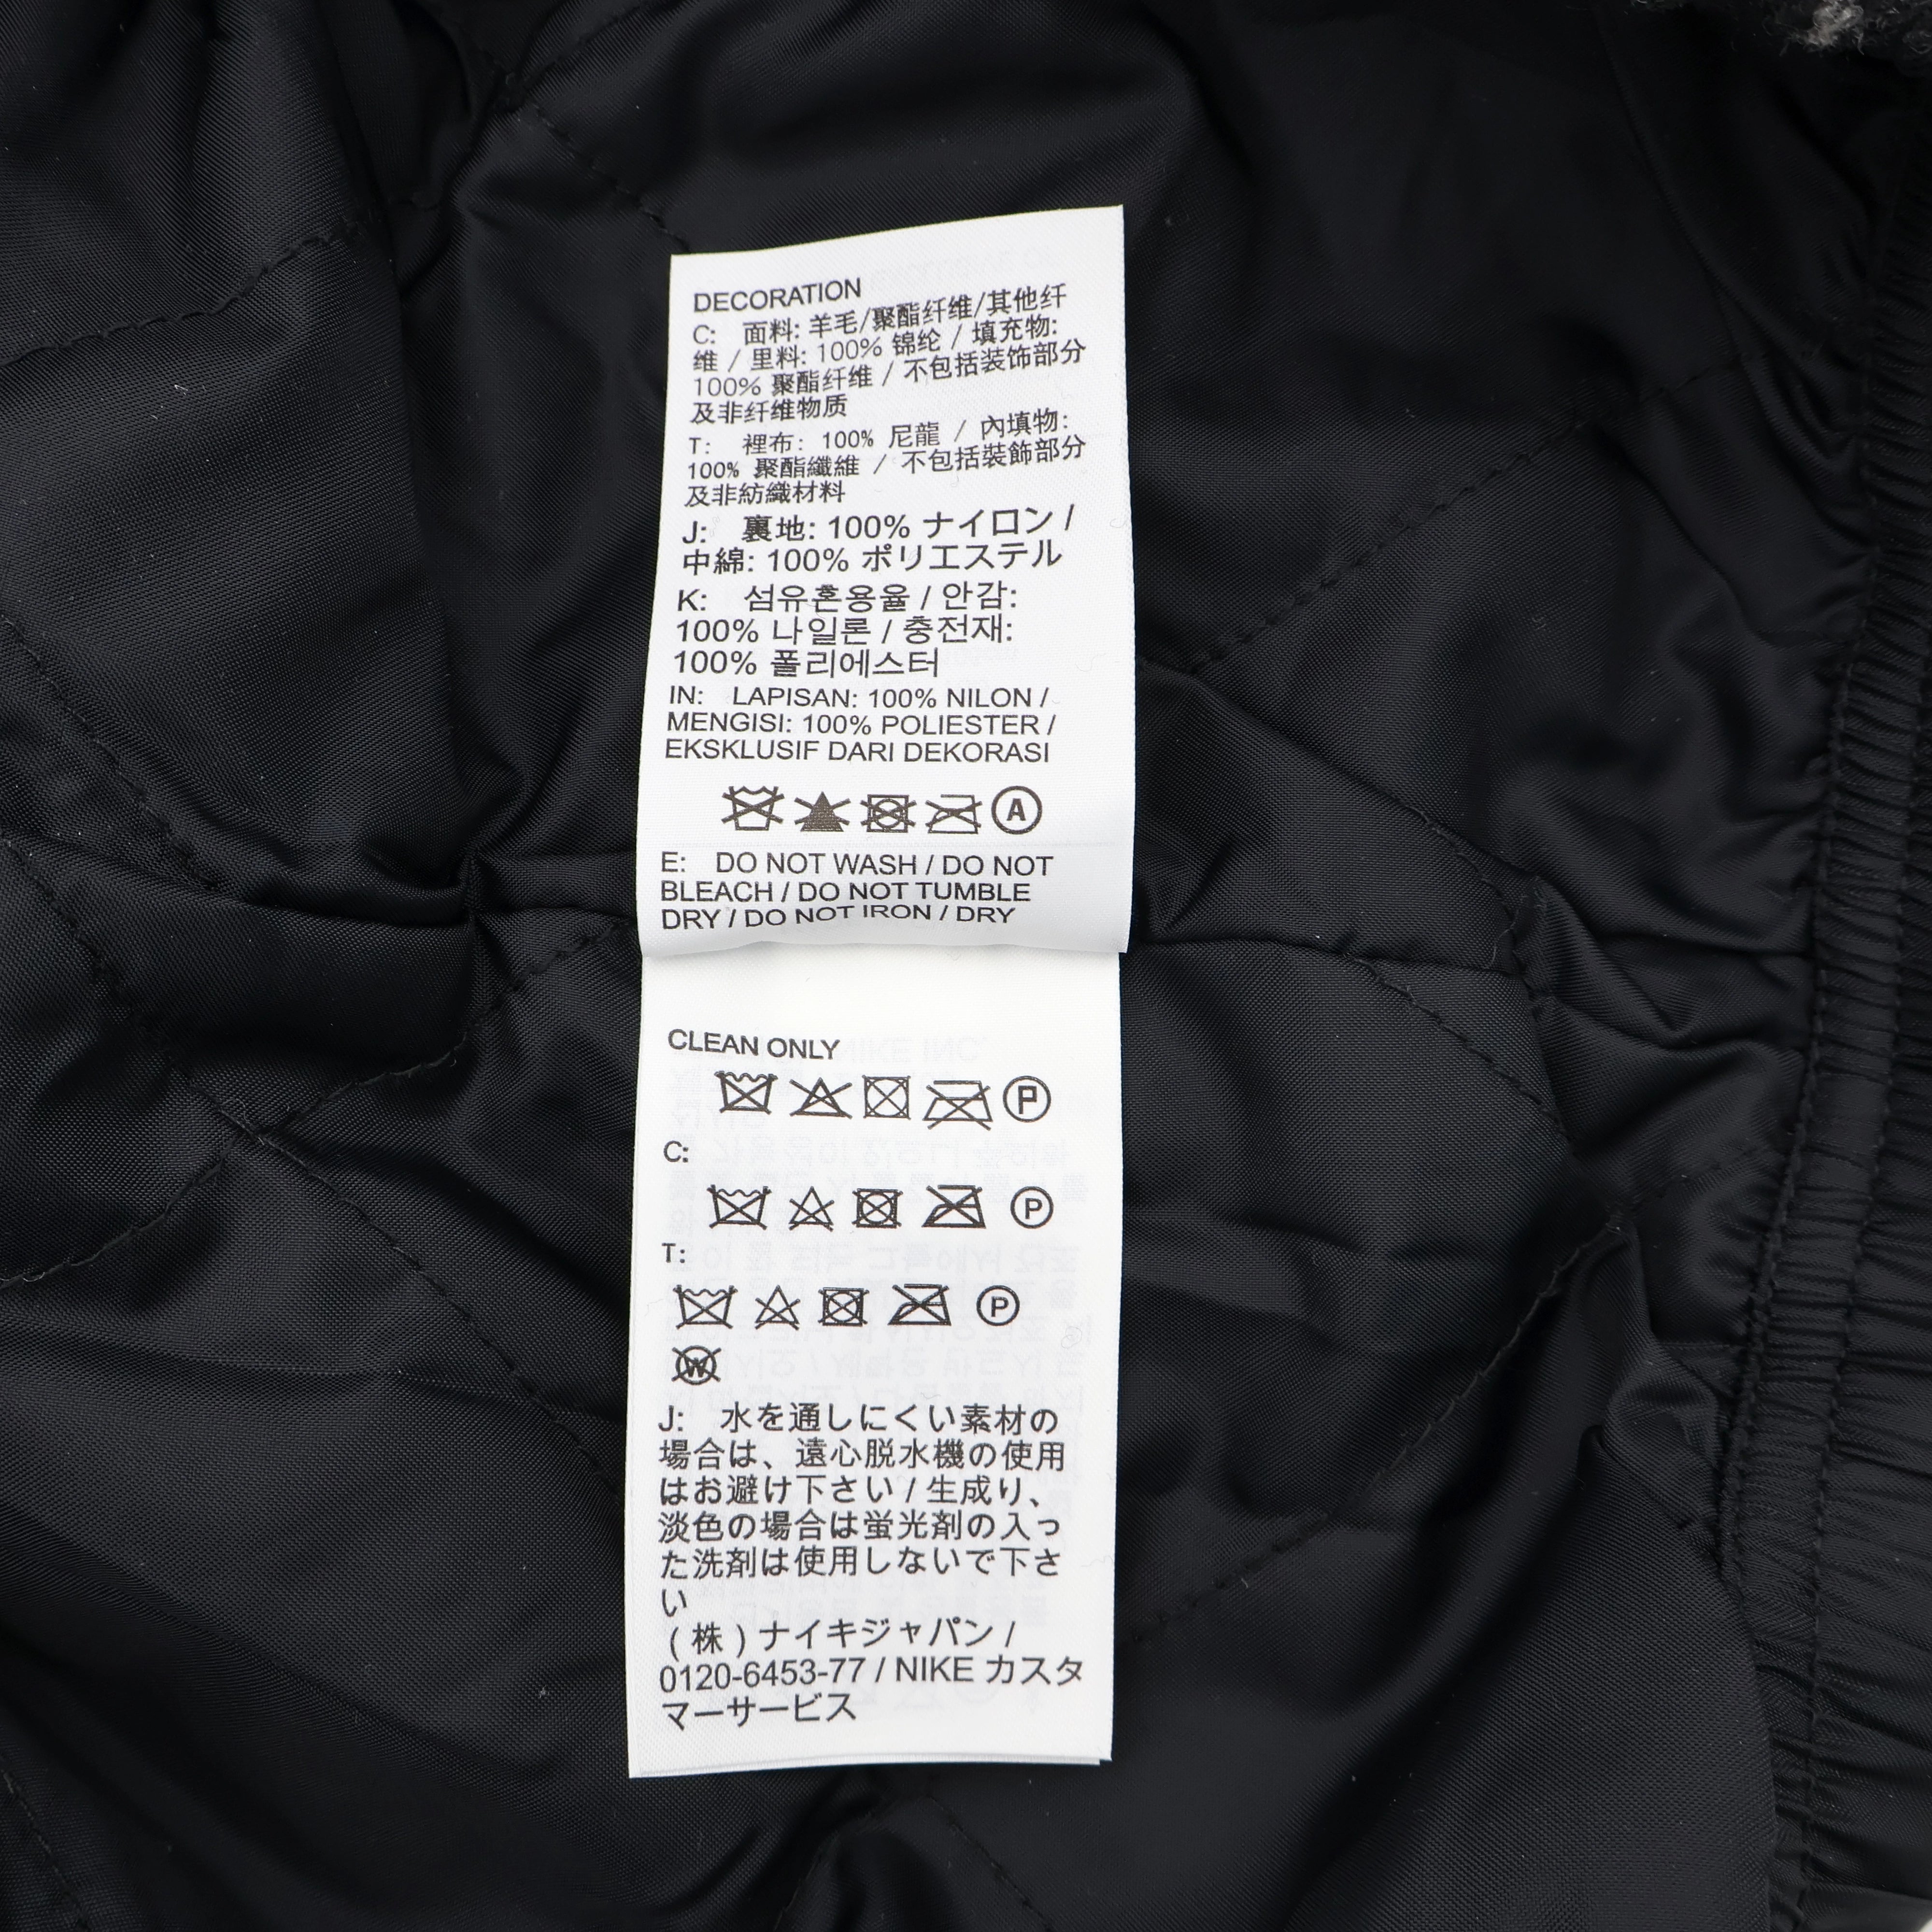 DECORATION
C: 面料: 羊毛/聚酯纤维/其他纤
维 / 里料: 100% 锦纶 / 填充物:
100% 聚酯纤维 / 不包括装饰部分
及非纤维物质
T: 裡布: 100% 尼龍 / 內填物:
100% 聚酯纖維 / 不包括裝飾部分
及非紡織材料
J: 裏地: 100% ナイロン /
中綿: 100% ポリエステル
K: 섬유혼용율 / 안감:
100% 나일론 / 충전재:
100% 폴리에스터
IN: LAPISAN: 100% NILON /
MENGISI: 100% POLIESTER /
EKSKLUSIF DARI DEKORASI
A
E: DO NOT WASH / DO NOT
BLEACH / DO NOT TUMBLE
DRY / DO NOT IRON / DRY
CLEAN ONLY
P
C:
P
T:
P
W
J: 水を通しにくい素材の
場合は、遠心脱水機の使用
はお避け下さい / 生成り、
淡色の場合は蛍光剤の入っ
た洗剤は使用しないで下さ
い
(株) ナイキジャパン /
0120-6453-77 / NIKE カスタ
マーサービス